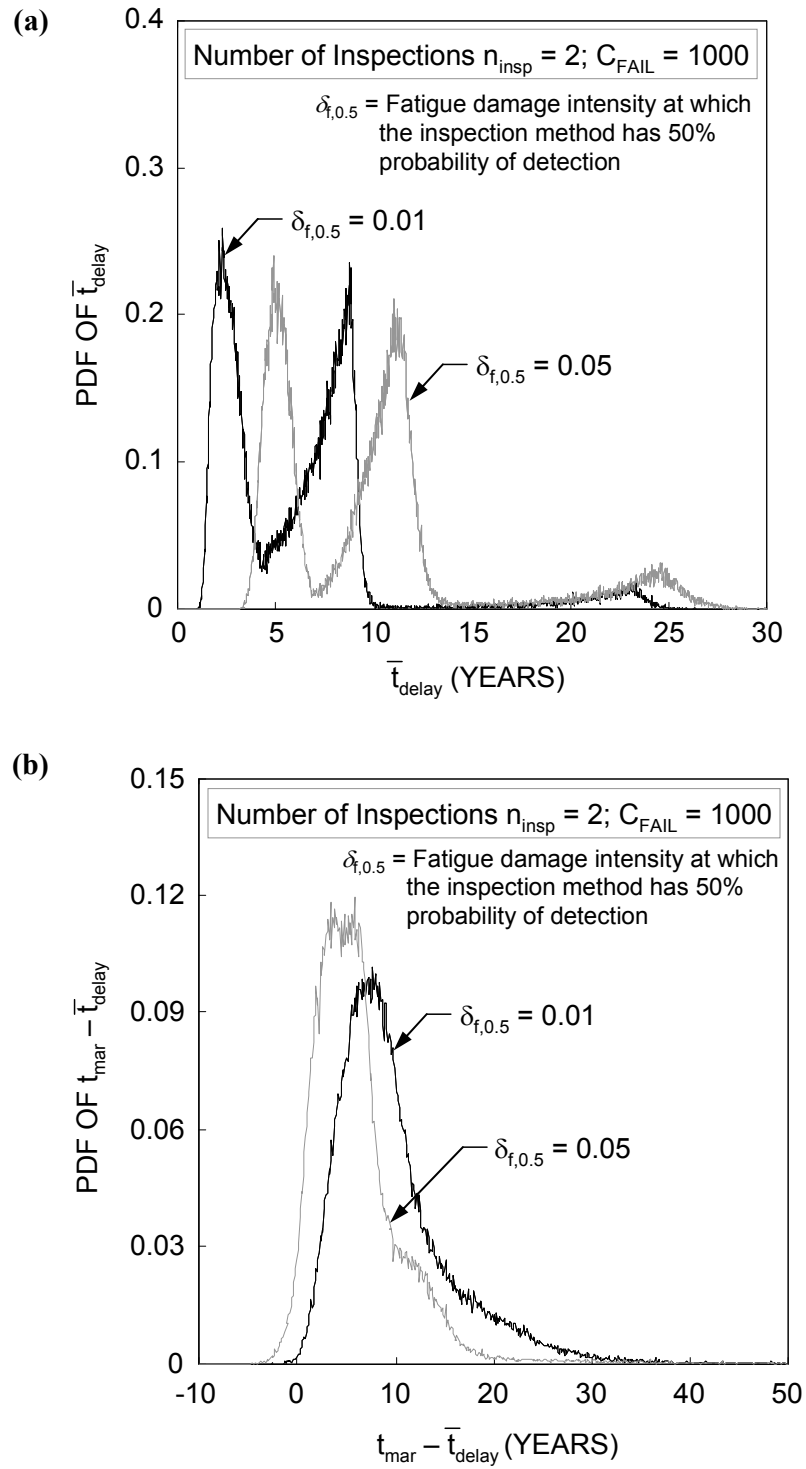 (a)
0.4
Number of Inspections n_insp = 2; C_FAIL = 1000
δ_f,0.5 = Fatigue damage intensity at which
the inspection method has 50%
probability of detection
0.3
δ_f,0.5 = 0.01
0.2
δ_f,0.5 = 0.05
0.1
0
PDF OF t̅_delay
0 5 10 15 20 25 30
t̅_delay (YEARS)
(b)
0.15
Number of Inspections n_insp = 2; C_FAIL = 1000
δ_f,0.5 = Fatigue damage intensity at which
the inspection method has 50%
probability of detection
0.12
0.09
δ_f,0.5 = 0.01
0.06
δ_f,0.5 = 0.05
0.03
0
PDF OF t_mar – t̅_delay
-10 0 10 20 30 40 50
t_mar – t̅_delay (YEARS)